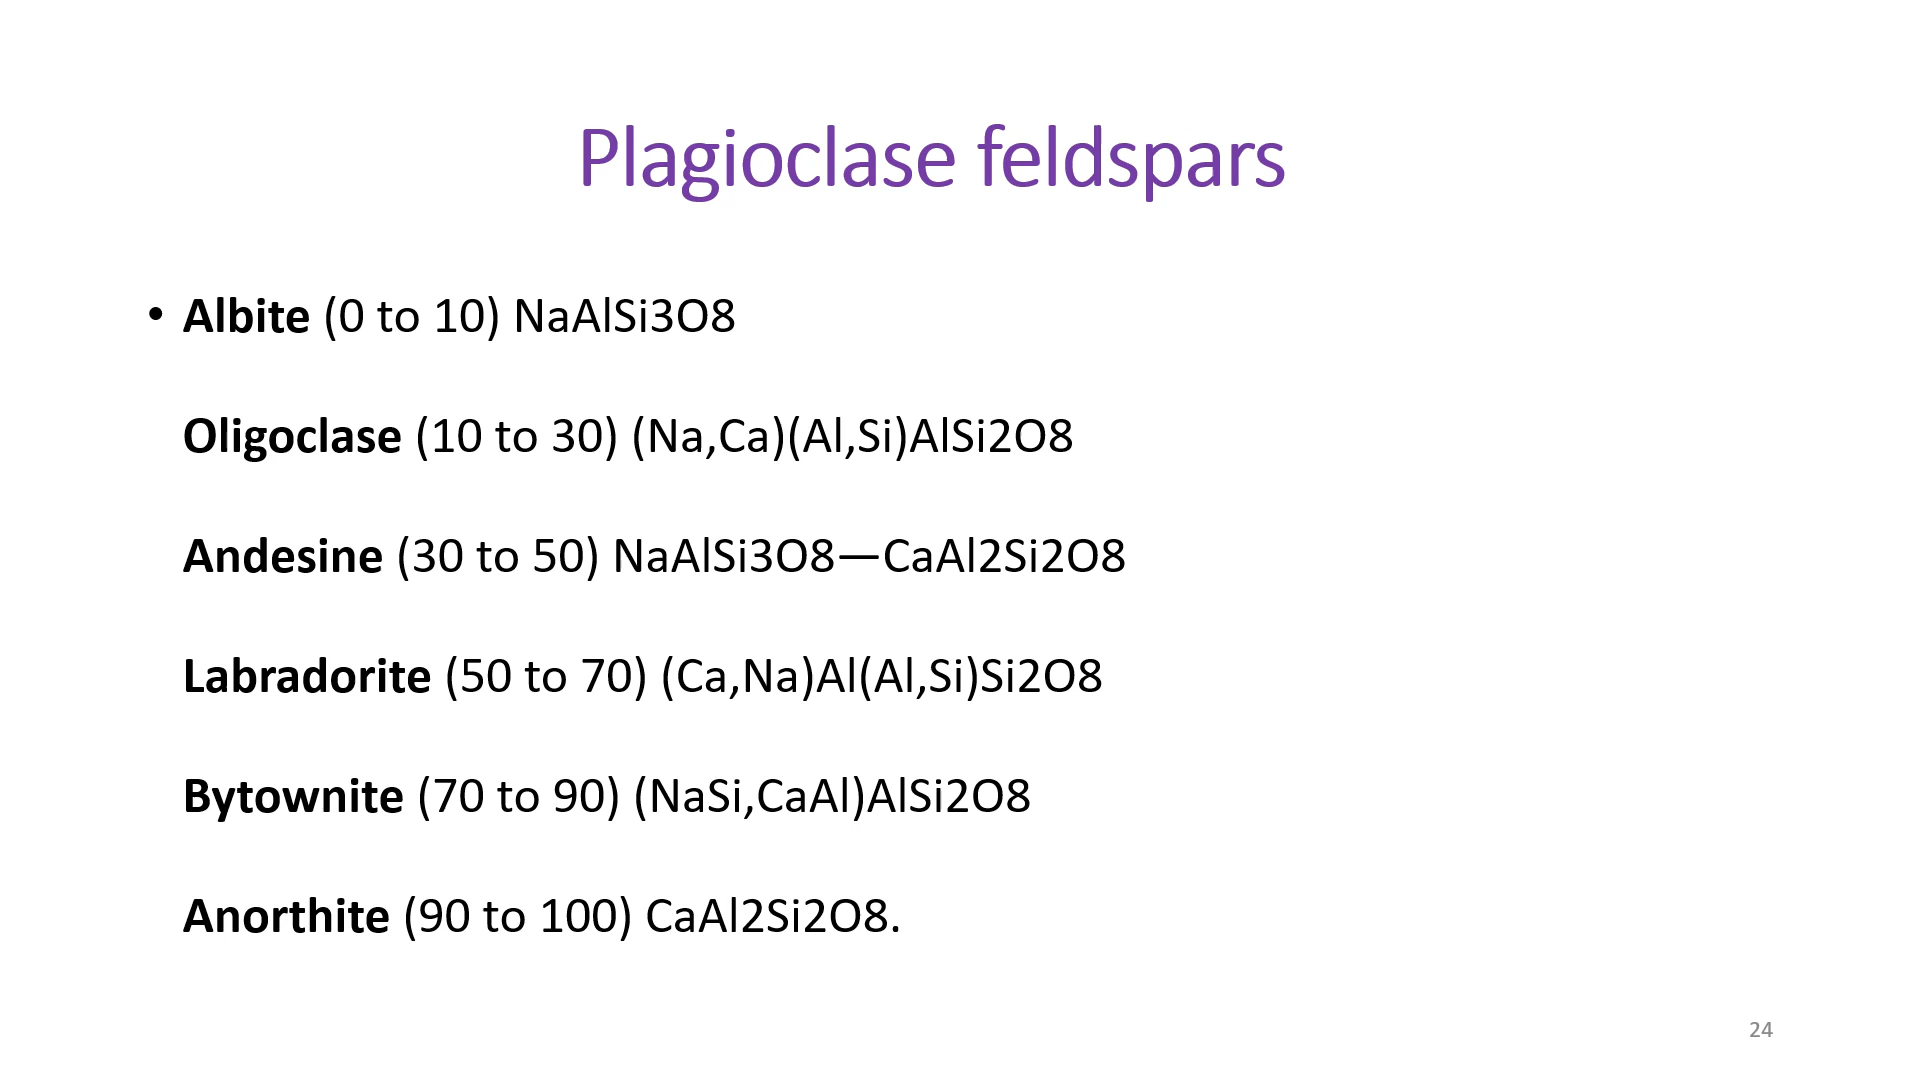 Plagioclase feldspars
• Albite (0 to 10) NaAlSi3O8
Oligoclase (10 to 30) (Na,Ca)(Al,Si)AlSi2O8
Andesine (30 to 50) NaAlSi3O8—CaAl2Si2O8
Labradorite (50 to 70) (Ca,Na)Al(Al,Si)Si2O8
Bytownite (70 to 90) (NaSi,CaAl)AlSi2O8
Anorthite (90 to 100) CaAl2Si2O8.
24